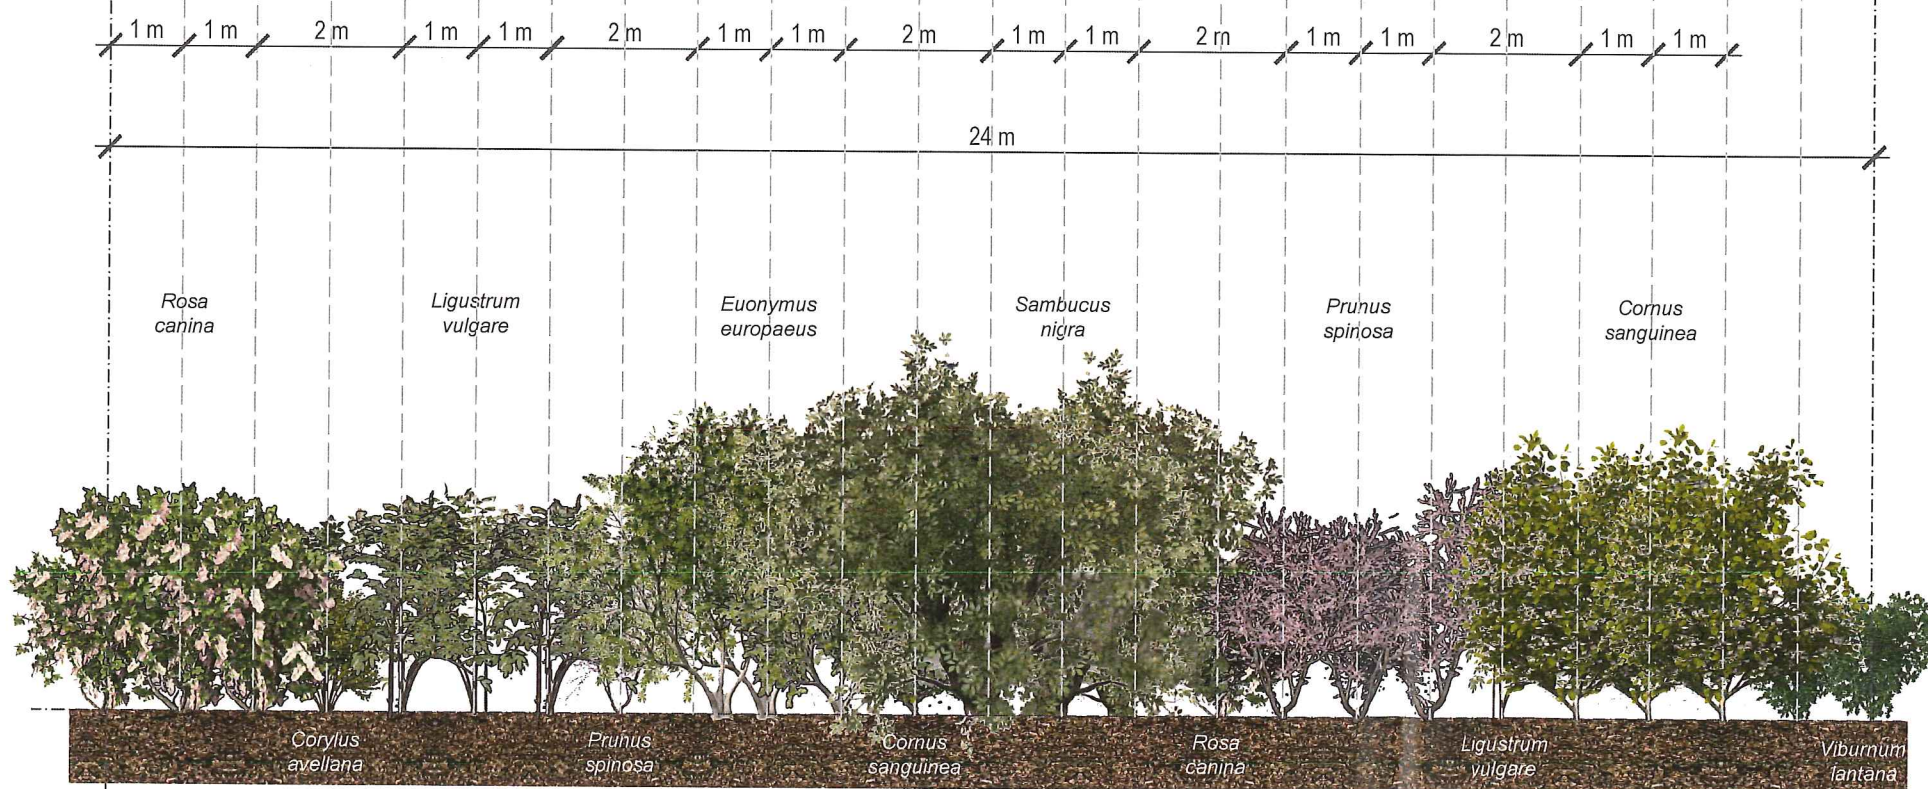 1 m 1 m 2 m 1 m 1 m 2 m 1 m 1 m 2 m 1 m 1 m 2 m 1 m 1 m 2 m 1 m 1 m
24 m
Rosa
canina
Ligustrum
vulgare
Euonymus
europaeus
Sambucus
nigra
Prunus
spinosa
Cornus
sanguinea
Corylus
avellana
Prunus
spinosa
Cornus
sanguinea
Rosa
canina
Ligustrum
vulgare
Viburnum
lantana